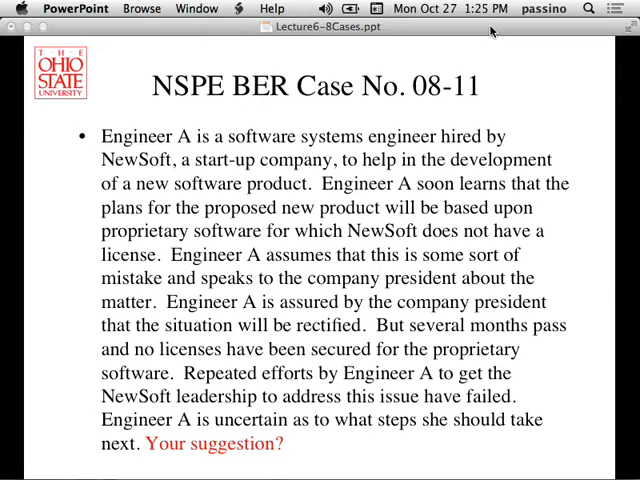 PowerPoint Browse Window Help Mon Oct 27 1:25 PM passino
Lecture6-8Cases.ppt
T·H·E
OHIO
STATE
UNIVERSITY
NSPE BER Case No. 08-11
• Engineer A is a software systems engineer hired by
NewSoft, a start-up company, to help in the development
of a new software product. Engineer A soon learns that the
plans for the proposed new product will be based upon
proprietary software for which NewSoft does not have a
license. Engineer A assumes that this is some sort of
mistake and speaks to the company president about the
matter. Engineer A is assured by the company president
that the situation will be rectified. But several months pass
and no licenses have been secured for the proprietary
software. Repeated efforts by Engineer A to get the
NewSoft leadership to address this issue have failed.
Engineer A is uncertain as to what steps she should take
next. Your suggestion?